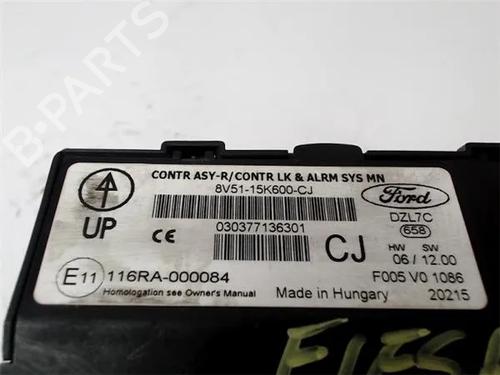 CONTR ASY-R/CONTR LK & ALRM SYS MN
8V51-15K600-CJ
Ford
UP
030377136301
DZL7C
658
CE
CJ
HW SW
06 / 12.00
E11 116RA-000084
F005 V0 1086
Homologation see Owner's Manual
Made in Hungary
20215
B-PARTS